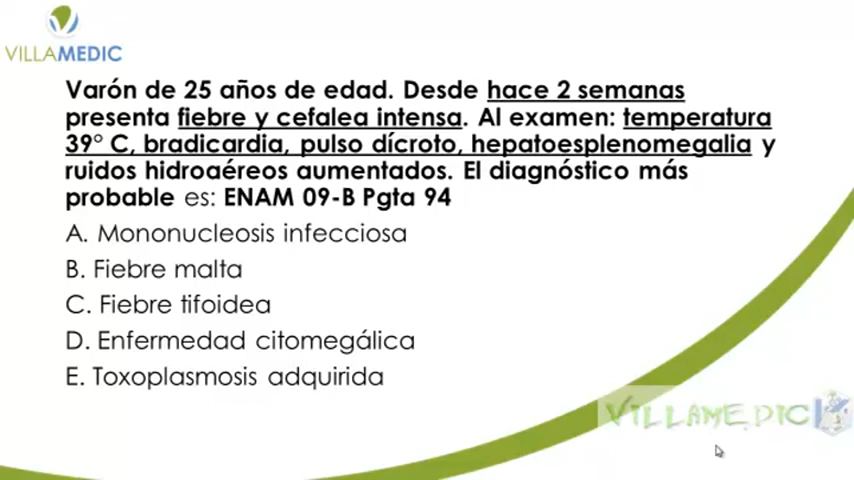 VILLAMEDIC
Varón de 25 años de edad. Desde hace 2 semanas
presenta fiebre y cefalea intensa. Al examen: temperatura
39° C, bradicardia, pulso dícroto, hepatoesplenomegalia y
ruidos hidroaéreos aumentados. El diagnóstico más
probable es: ENAM 09-B Pgta 94
A. Mononucleosis infecciosa
B. Fiebre malta
C. Fiebre tifoidea
D. Enfermedad citomegálica
E. Toxoplasmosis adquirida
VILLAMEDIC